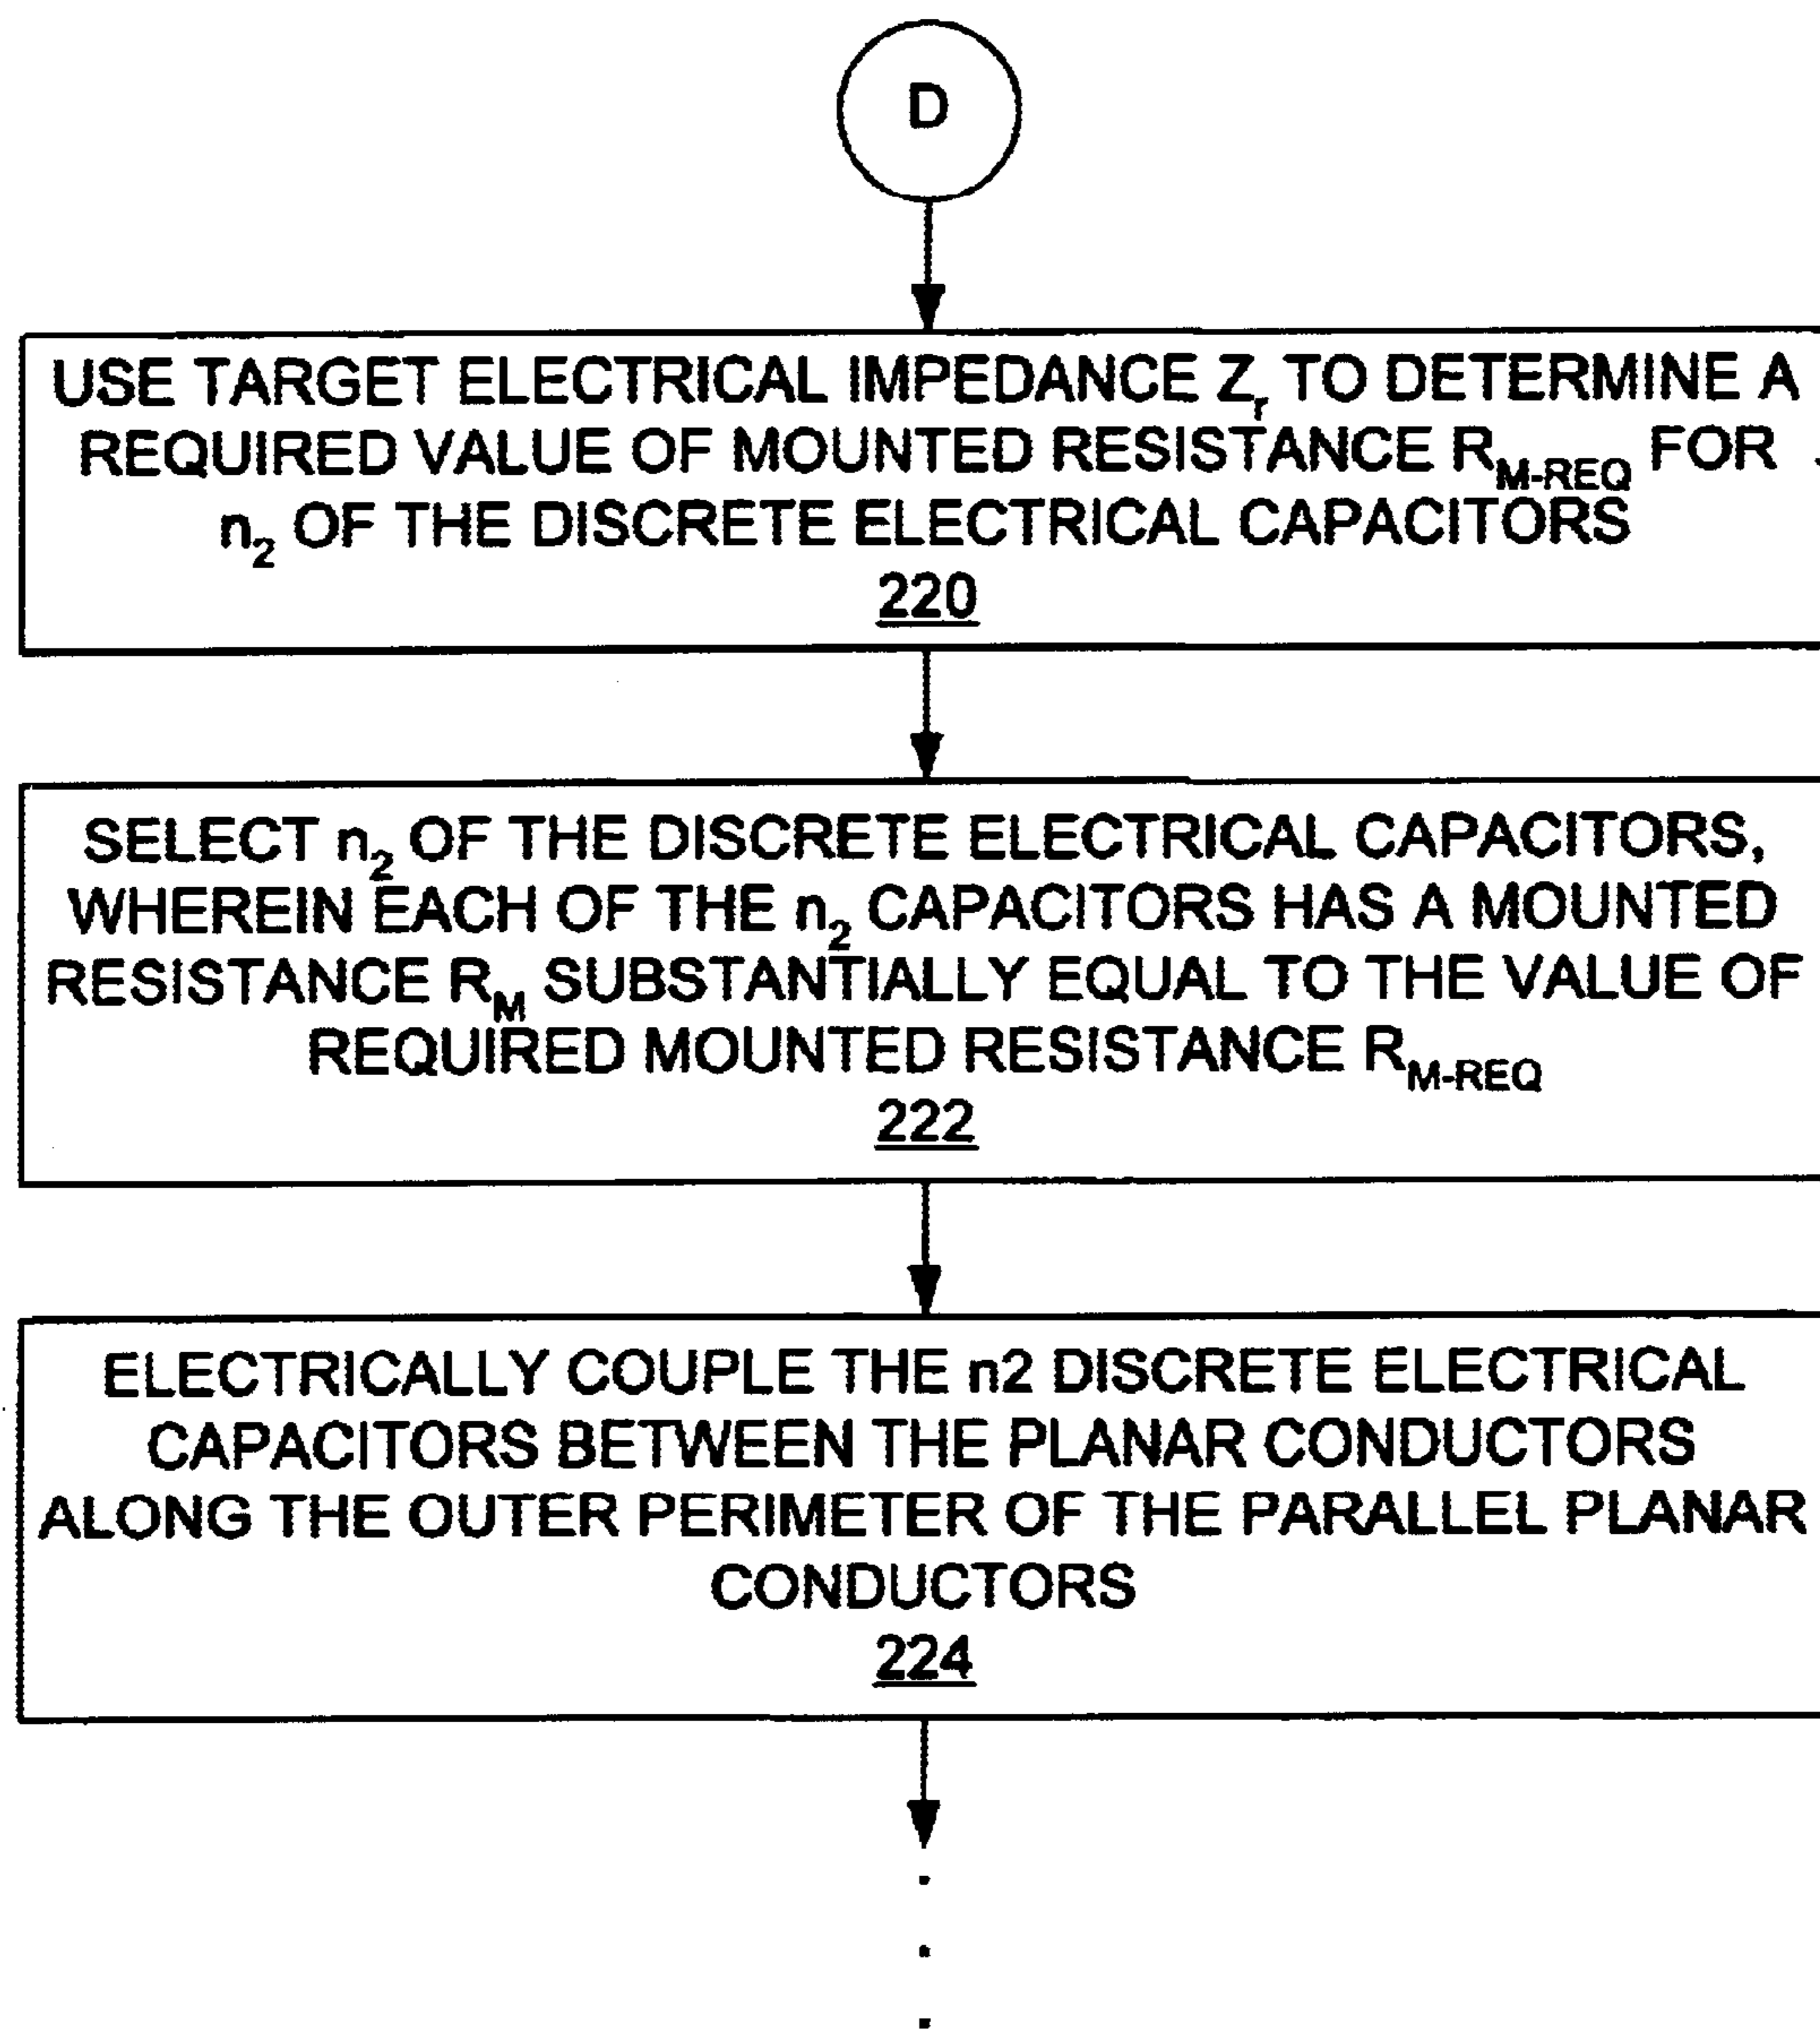 D
USE TARGET ELECTRICAL IMPEDANCE Zr TO DETERMINE A
REQUIRED VALUE OF MOUNTED RESISTANCE RM-REQ FOR
n2 OF THE DISCRETE ELECTRICAL CAPACITORS
220
SELECT n2 OF THE DISCRETE ELECTRICAL CAPACITORS,
WHEREIN EACH OF THE n2 CAPACITORS HAS A MOUNTED
RESISTANCE RM SUBSTANTIALLY EQUAL TO THE VALUE OF
REQUIRED MOUNTED RESISTANCE RM-REQ
222
ELECTRICALLY COUPLE THE n2 DISCRETE ELECTRICAL
CAPACITORS BETWEEN THE PLANAR CONDUCTORS
ALONG THE OUTER PERIMETER OF THE PARALLEL PLANAR
CONDUCTORS
224